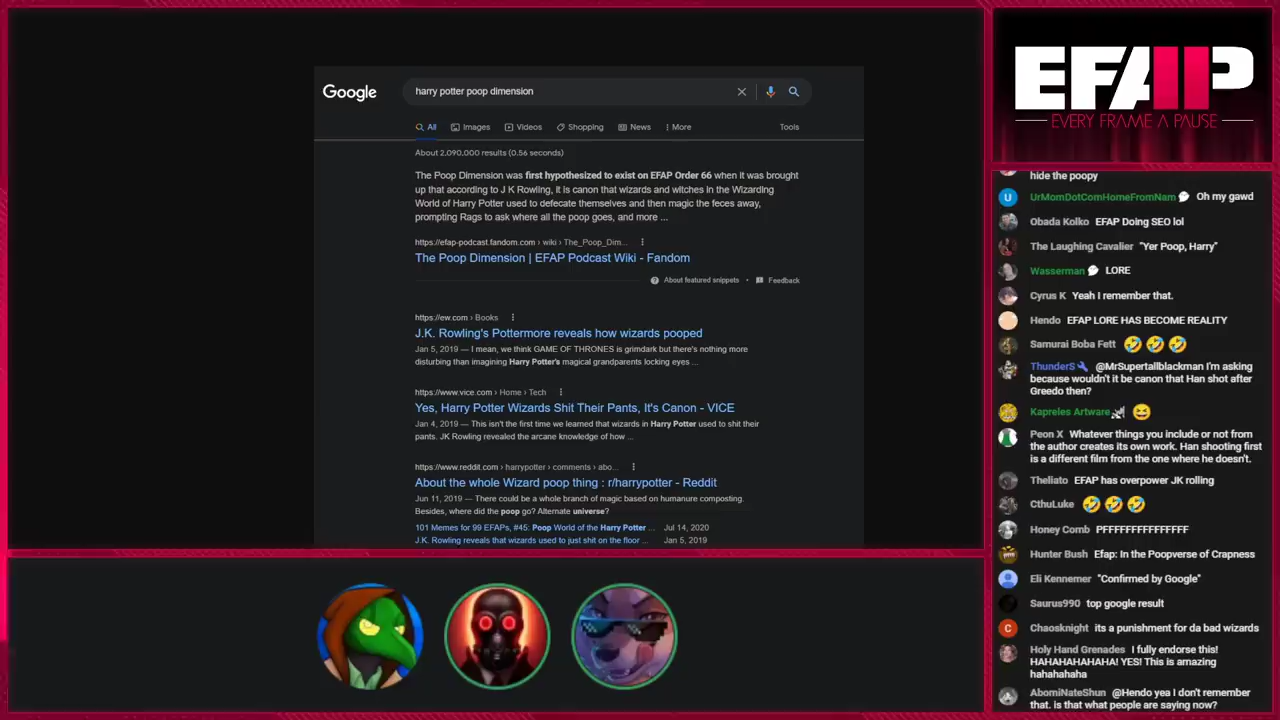 Google
harry potter poop dimension
All
Images
Videos
Shopping
News
More
Tools
About 2,090,000 results (0.56 seconds)
The Poop Dimension was first hypothesized to exist on EFAP Order 66 when it was brought
up that according to J K Rowling, it is canon that wizards and witches in the Wizarding
World of Harry Potter used to defecate themselves and then magic the feces away,
prompting Rags to ask where all the poop goes, and more ...
https://efap-podcast.fandom.com › wiki › The_Poop_Dim...
The Poop Dimension | EFAP Podcast Wiki - Fandom
About featured snippets • Feedback
https://ew.com › Books
J.K. Rowling's Pottermore reveals how wizards pooped
Jan 5, 2019 — I mean, we think GAME OF THRONES is grimdark but there's nothing more
disturbing than imagining Harry Potter's magical grandparents locking eyes ...
https://www.vice.com › Home › Tech
Yes, Harry Potter Wizards Shit Their Pants, It's Canon - VICE
Jan 4, 2019 — This isn't the first time we learned that wizards in Harry Potter used to shit their
pants. JK Rowling revealed the arcane knowledge of how ...
https://www.reddit.com › harrypotter › comments › abo...
About the whole Wizard poop thing : r/harrypotter - Reddit
Jun 11, 2019 — There could be a whole branch of magic based on humanure composting.
Besides, where did the poop go? Alternate universe?
101 Memes for 99 EFAPs, #45: Poop World of the Harry Potter ... Jul 14, 2020
J.K. Rowling reveals that wizards used to just shit on the floor ... Jan 5, 2019
EFAP
EVERY FRAME A PAUSE
hide the poopy
U
UrMomDotComHomeFromNam Oh my gawd
Obada Kolko EFAP Doing SEO lol
The Laughing Cavalier "Yer Poop, Harry"
Wasserman LORE
Cyrus K Yeah I remember that.
Hendo EFAP LORE HAS BECOME REALITY
Samurai Boba Fett 🤣🤣🤣
ThunderS @MrSupertallblackman I'm asking
because wouldn't it be canon that Han shot after
Greedo then?
Kapreles Artware 😆
Peon X Whatever things you include or not from
the author creates its own work. Han shooting first
is a different film from the one where he doesn't.
Theliato EFAP has overpower JK rolling
CthuLuke 🤣🤣🤣
Honey Comb PFFFFFFFFFFFFFFF
Hunter Bush Efap: In the Poopverse of Crapness
Eli Kennemer "Confirmed by Google"
Saurus990 top google result
C
Chaosknight its a punishment for da bad wizards
Holy Hand Grenades I fully endorse this!
HAHAHAHAHAHA! YES! This is amazing
hahahahaha
AbomiNateShun @Hendo yea I don't remember
that. is that what people are saying now?